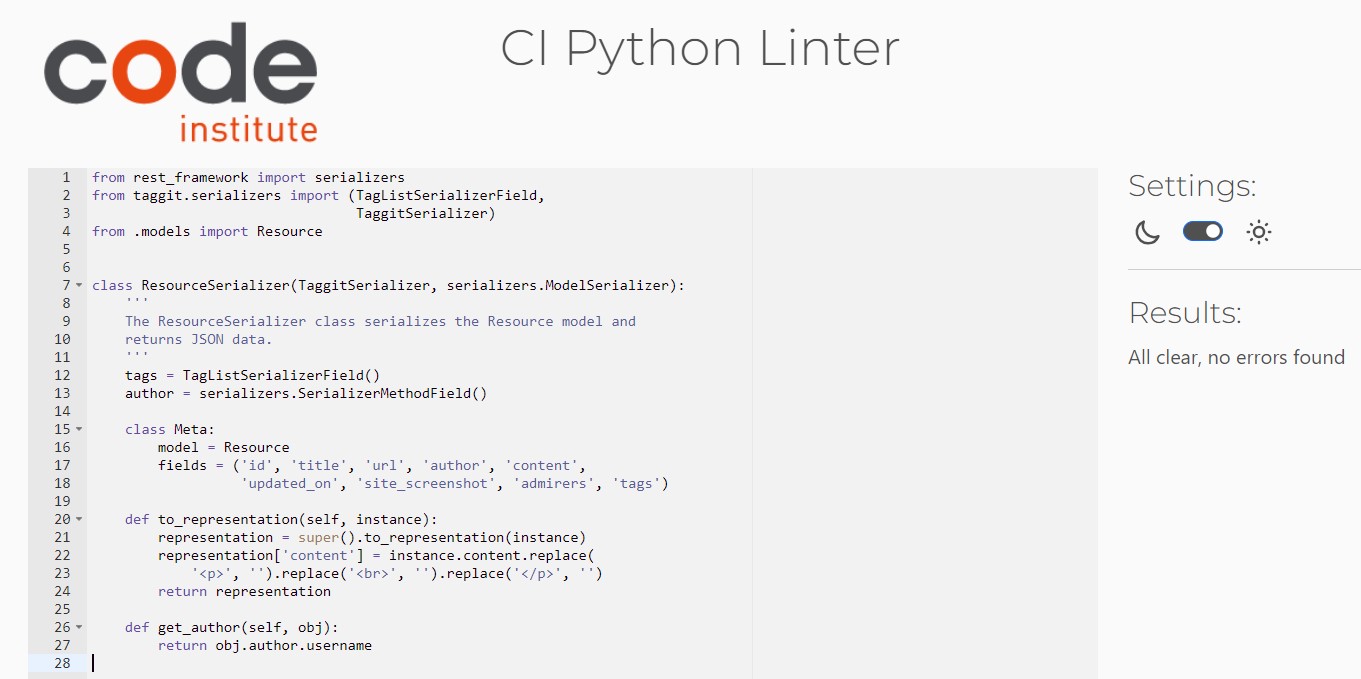 code
institute
CI Python Linter
1 from rest_framework import serializers
2 from taggit.serializers import (TagListSerializerField,
3                                 TaggitSerializer)
4 from .models import Resource
5
6
7 class ResourceSerializer(TaggitSerializer, serializers.ModelSerializer):
8     '''
9     The ResourceSerializer class serializes the Resource model and
10     returns JSON data.
11     '''
12     tags = TagListSerializerField()
13     author = serializers.SerializerMethodField()
14
15     class Meta:
16         model = Resource
17         fields = ('id', 'title', 'url', 'author', 'content',
18                   'updated_on', 'site_screenshot', 'admirers', 'tags')
19
20     def to_representation(self, instance):
21         representation = super().to_representation(instance)
22         representation['content'] = instance.content.replace(
23             '<p>', '').replace('<br>', '').replace('</p>', '')
24         return representation
25
26     def get_author(self, obj):
27         return obj.author.username
28
Settings:
Results:
All clear, no errors found